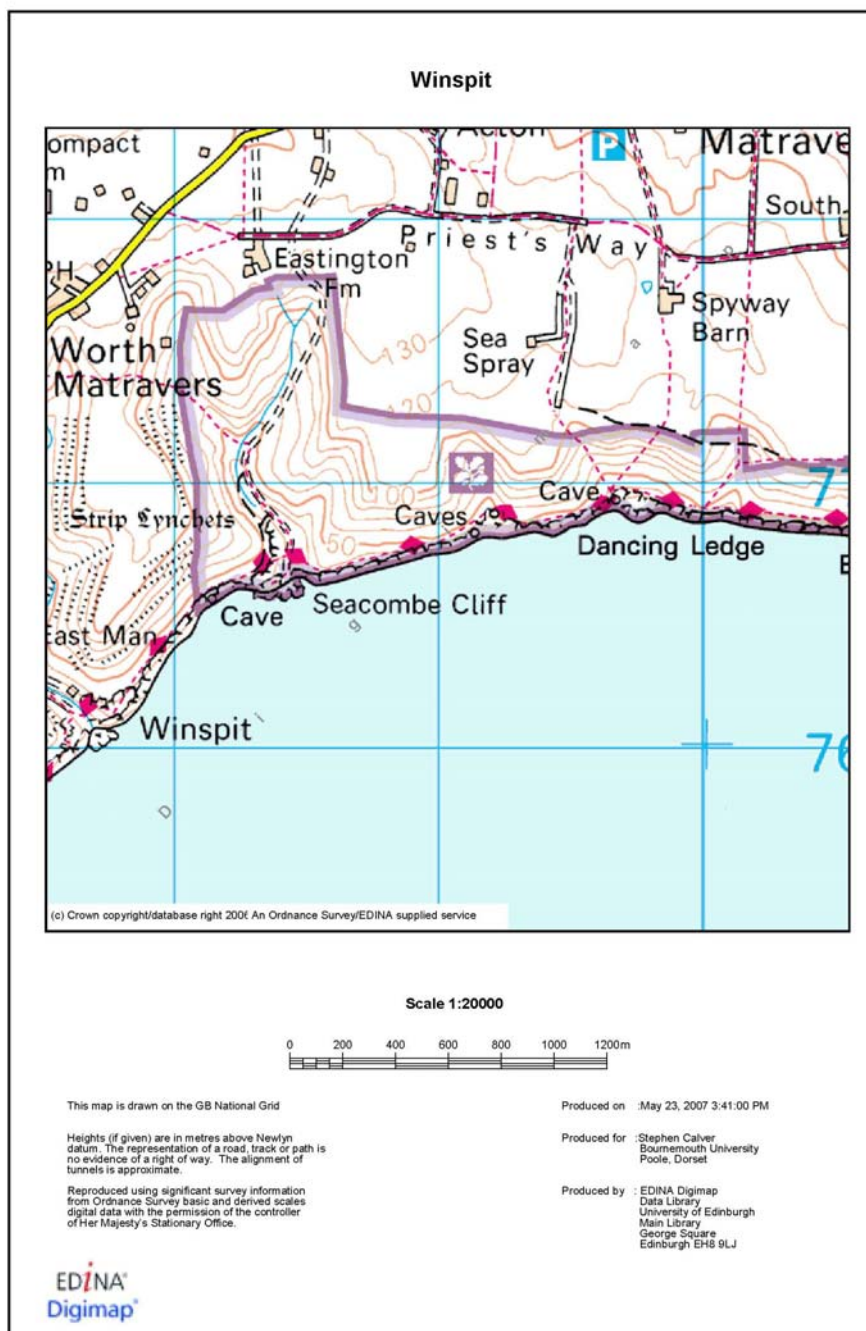 Winspit
ompact
m
Acton
P
Matrave
South
Priest's Way
PH
Eastington
Fm
Spyway
Barn
Sea
Spray
130
120
Worth
Matravers
100
77
Strip Lynchets
Caves
Cave
50
Dancing Ledge
B
Cave
Seacombe Cliff
East Man
Winspit
76
D i g m a p
(c) Crown copyright/database right 2006 An Ordnance Survey/EDINA supplied service
Scale 1:20000
0 200 400 600 800 1000 1200m
This map is drawn on the GB National Grid
Heights (if given) are in metres above Newlyn
datum. The representation of a road, track or path is
no evidence of a right of way. The alignment of
tunnels is approximate.
Reproduced using significant survey information
from Ordnance Survey basic and derived scales
digital data with the permission of the controller
of Her Majesty's Stationary Office.
Produced on :May 23, 2007 3:41:00 PM
Produced for :Stephen Calver
Bournemouth University
Poole, Dorset
Produced by : EDINA Digimap
Data Library
University of Edinburgh
Main Library
George Square
Edinburgh EH8 9LJ
EDINA
Digimap